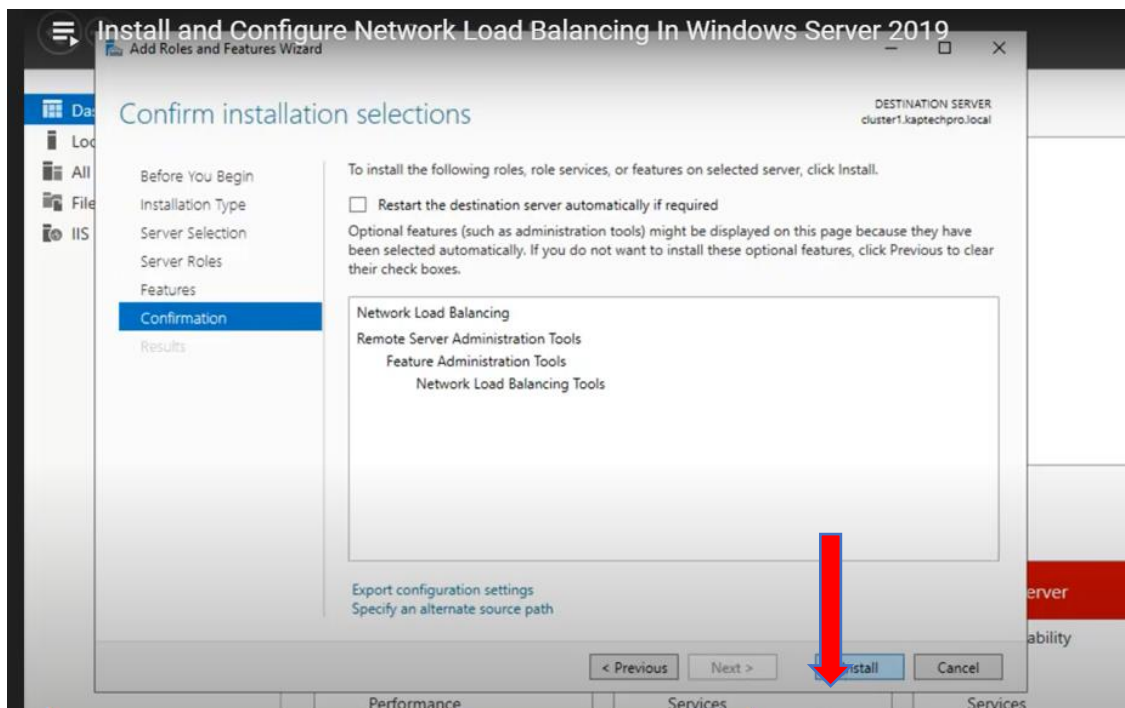 Install and Configure Network Load Balancing In Windows Server 2019
Add Roles and Features Wizard
Confirm installation selections
DESTINATION SERVER
cluster1.kaptechpro.local
Before You Begin
Installation Type
Server Selection
Server Roles
Features
Confirmation
Results
To install the following roles, role services, or features on selected server, click Install.
Restart the destination server automatically if required
Optional features (such as administration tools) might be displayed on this page because they have
been selected automatically. If you do not want to install these optional features, click Previous to clear
their check boxes.
Network Load Balancing
Remote Server Administration Tools
Feature Administration Tools
Network Load Balancing Tools
Export configuration settings
Specify an alternate source path
< Previous
Next >
Cancel
All
File
IIS
Performance
Services
Services